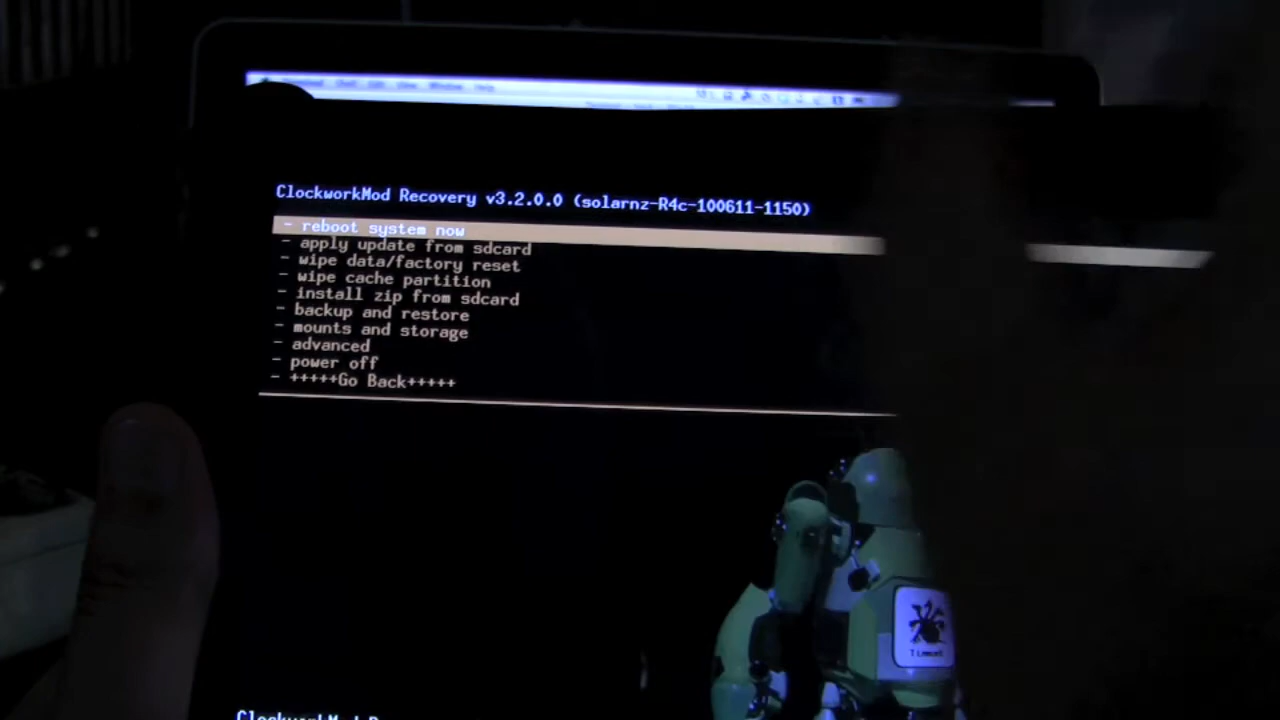 ClockworkMod Recovery v3.2.0.0 (solarnz-R4c-100611-1150)
- reboot system now
- apply update from sdcard
- wipe data/factory reset
- wipe cache partition
- install zip from sdcard
- backup and restore
- mounts and storage
- advanced
- power off
- +++++Go Back+++++
ClockworkMod